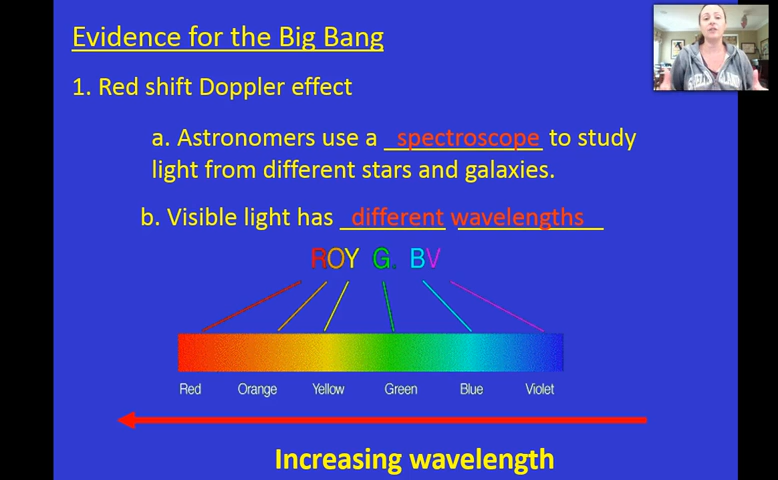 Evidence for the Big Bang
1. Red shift Doppler effect
a. Astronomers use a spectroscope to study
light from different stars and galaxies.
b. Visible light has different wavelengths
ROY G. BV
Red Orange Yellow Green Blue Violet
Increasing wavelength